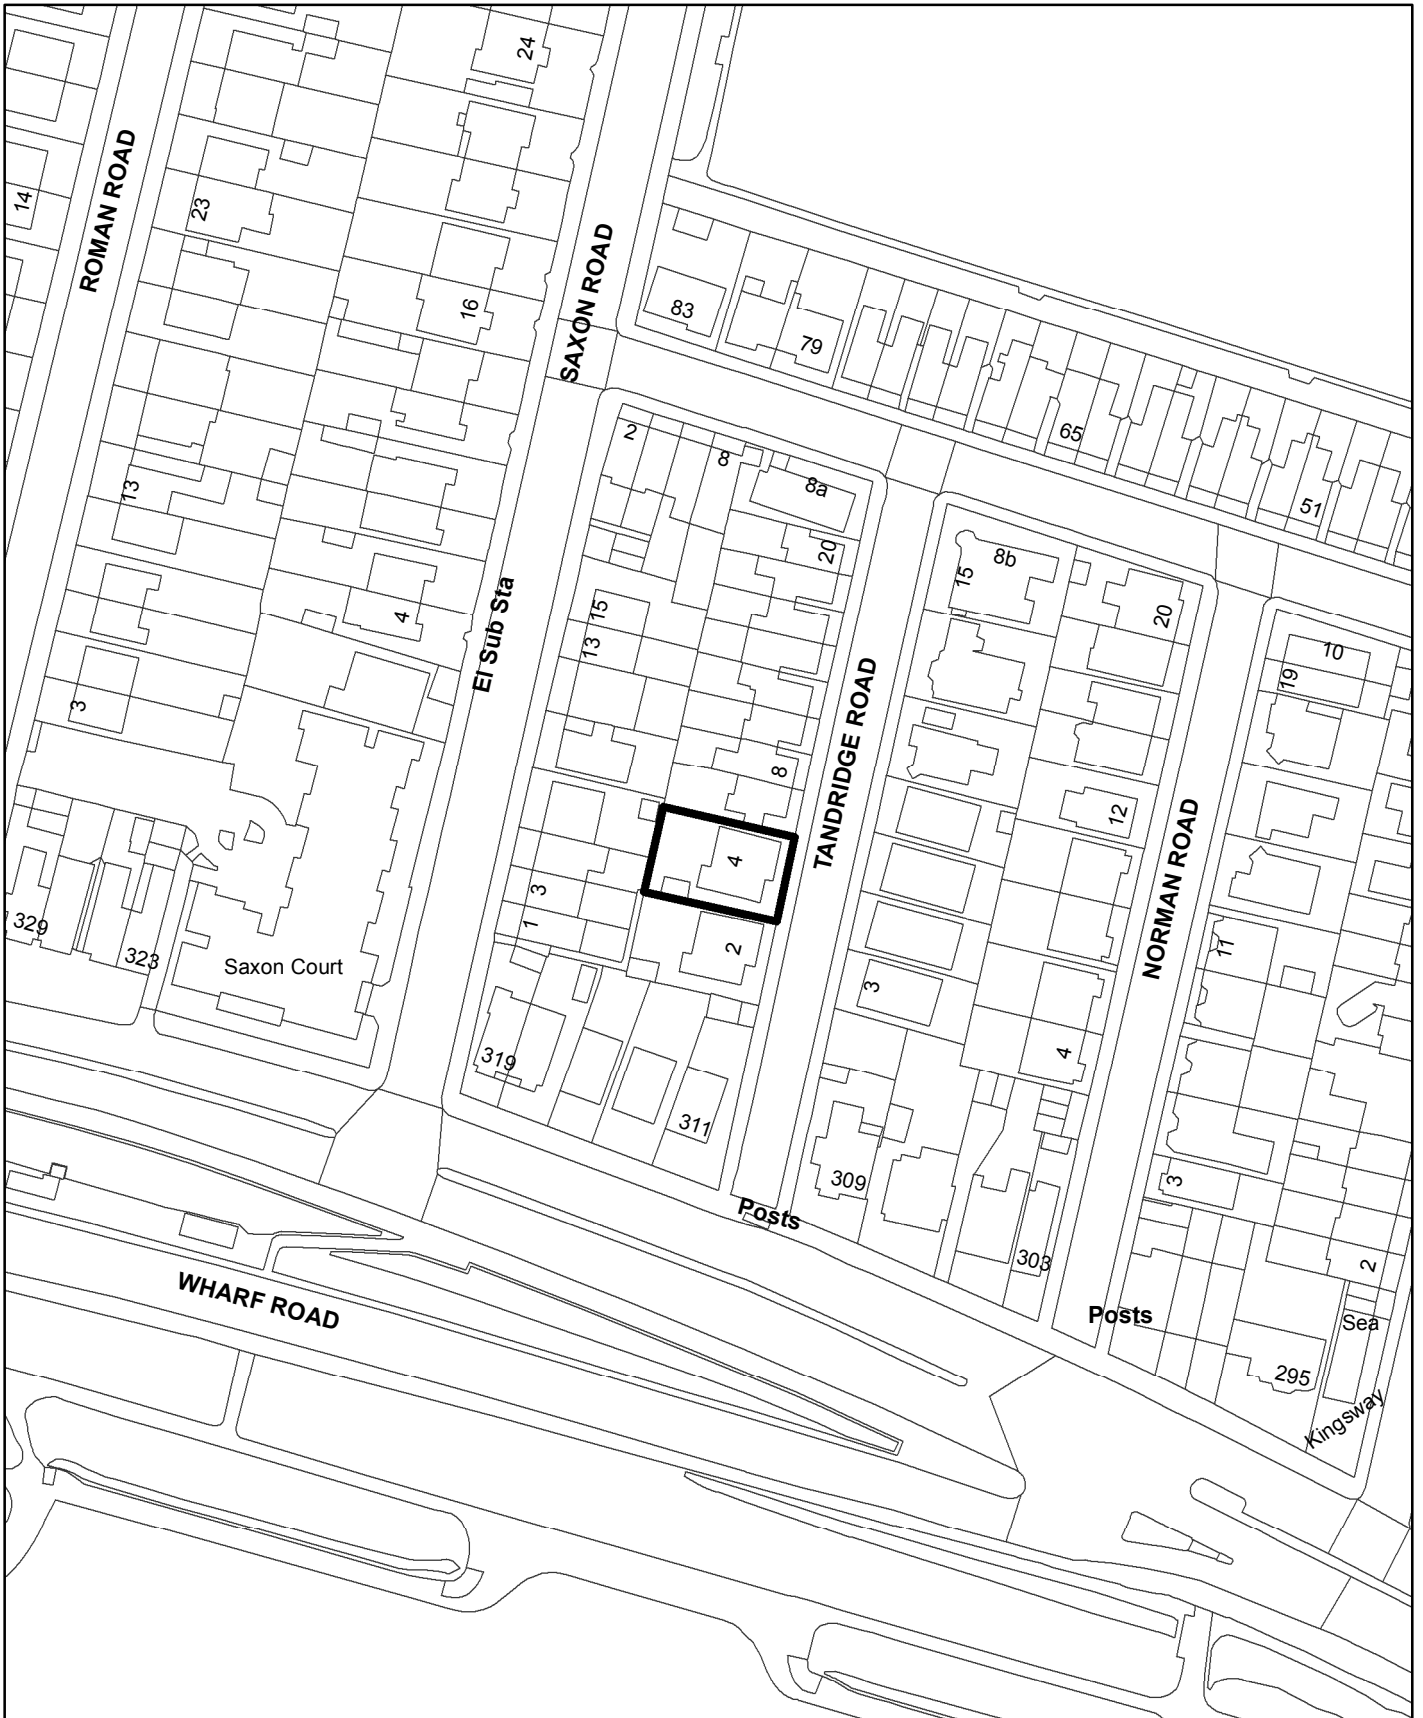 24
14
ROMAN ROAD
23
SAXON ROAD
16
83
79
65
51
2
8
8a
20
13
4
El Sub Sta
15
13
15
8b
20
10
19
3
8
TANDRIDGE ROAD
12
NORMAN ROAD
4
3
1
2
329
323
Saxon Court
3
11
4
319
311
309
3
Posts
303
2
WHARF ROAD
Posts
Sea
295
Kingsway